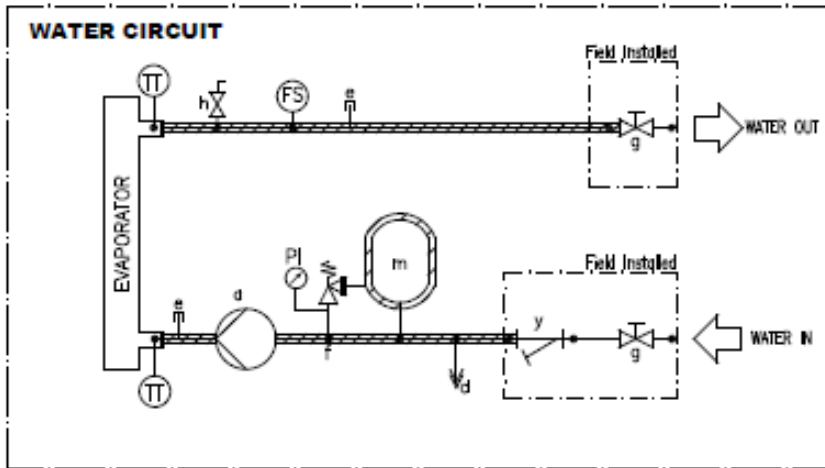 WATER CIRCUIT
Field Installed
TT
h
FS
e
g
WATER OUT
EVAPORATOR
PI
m
Field Installed
e
d
f
y
g
WATER IN
d
TT